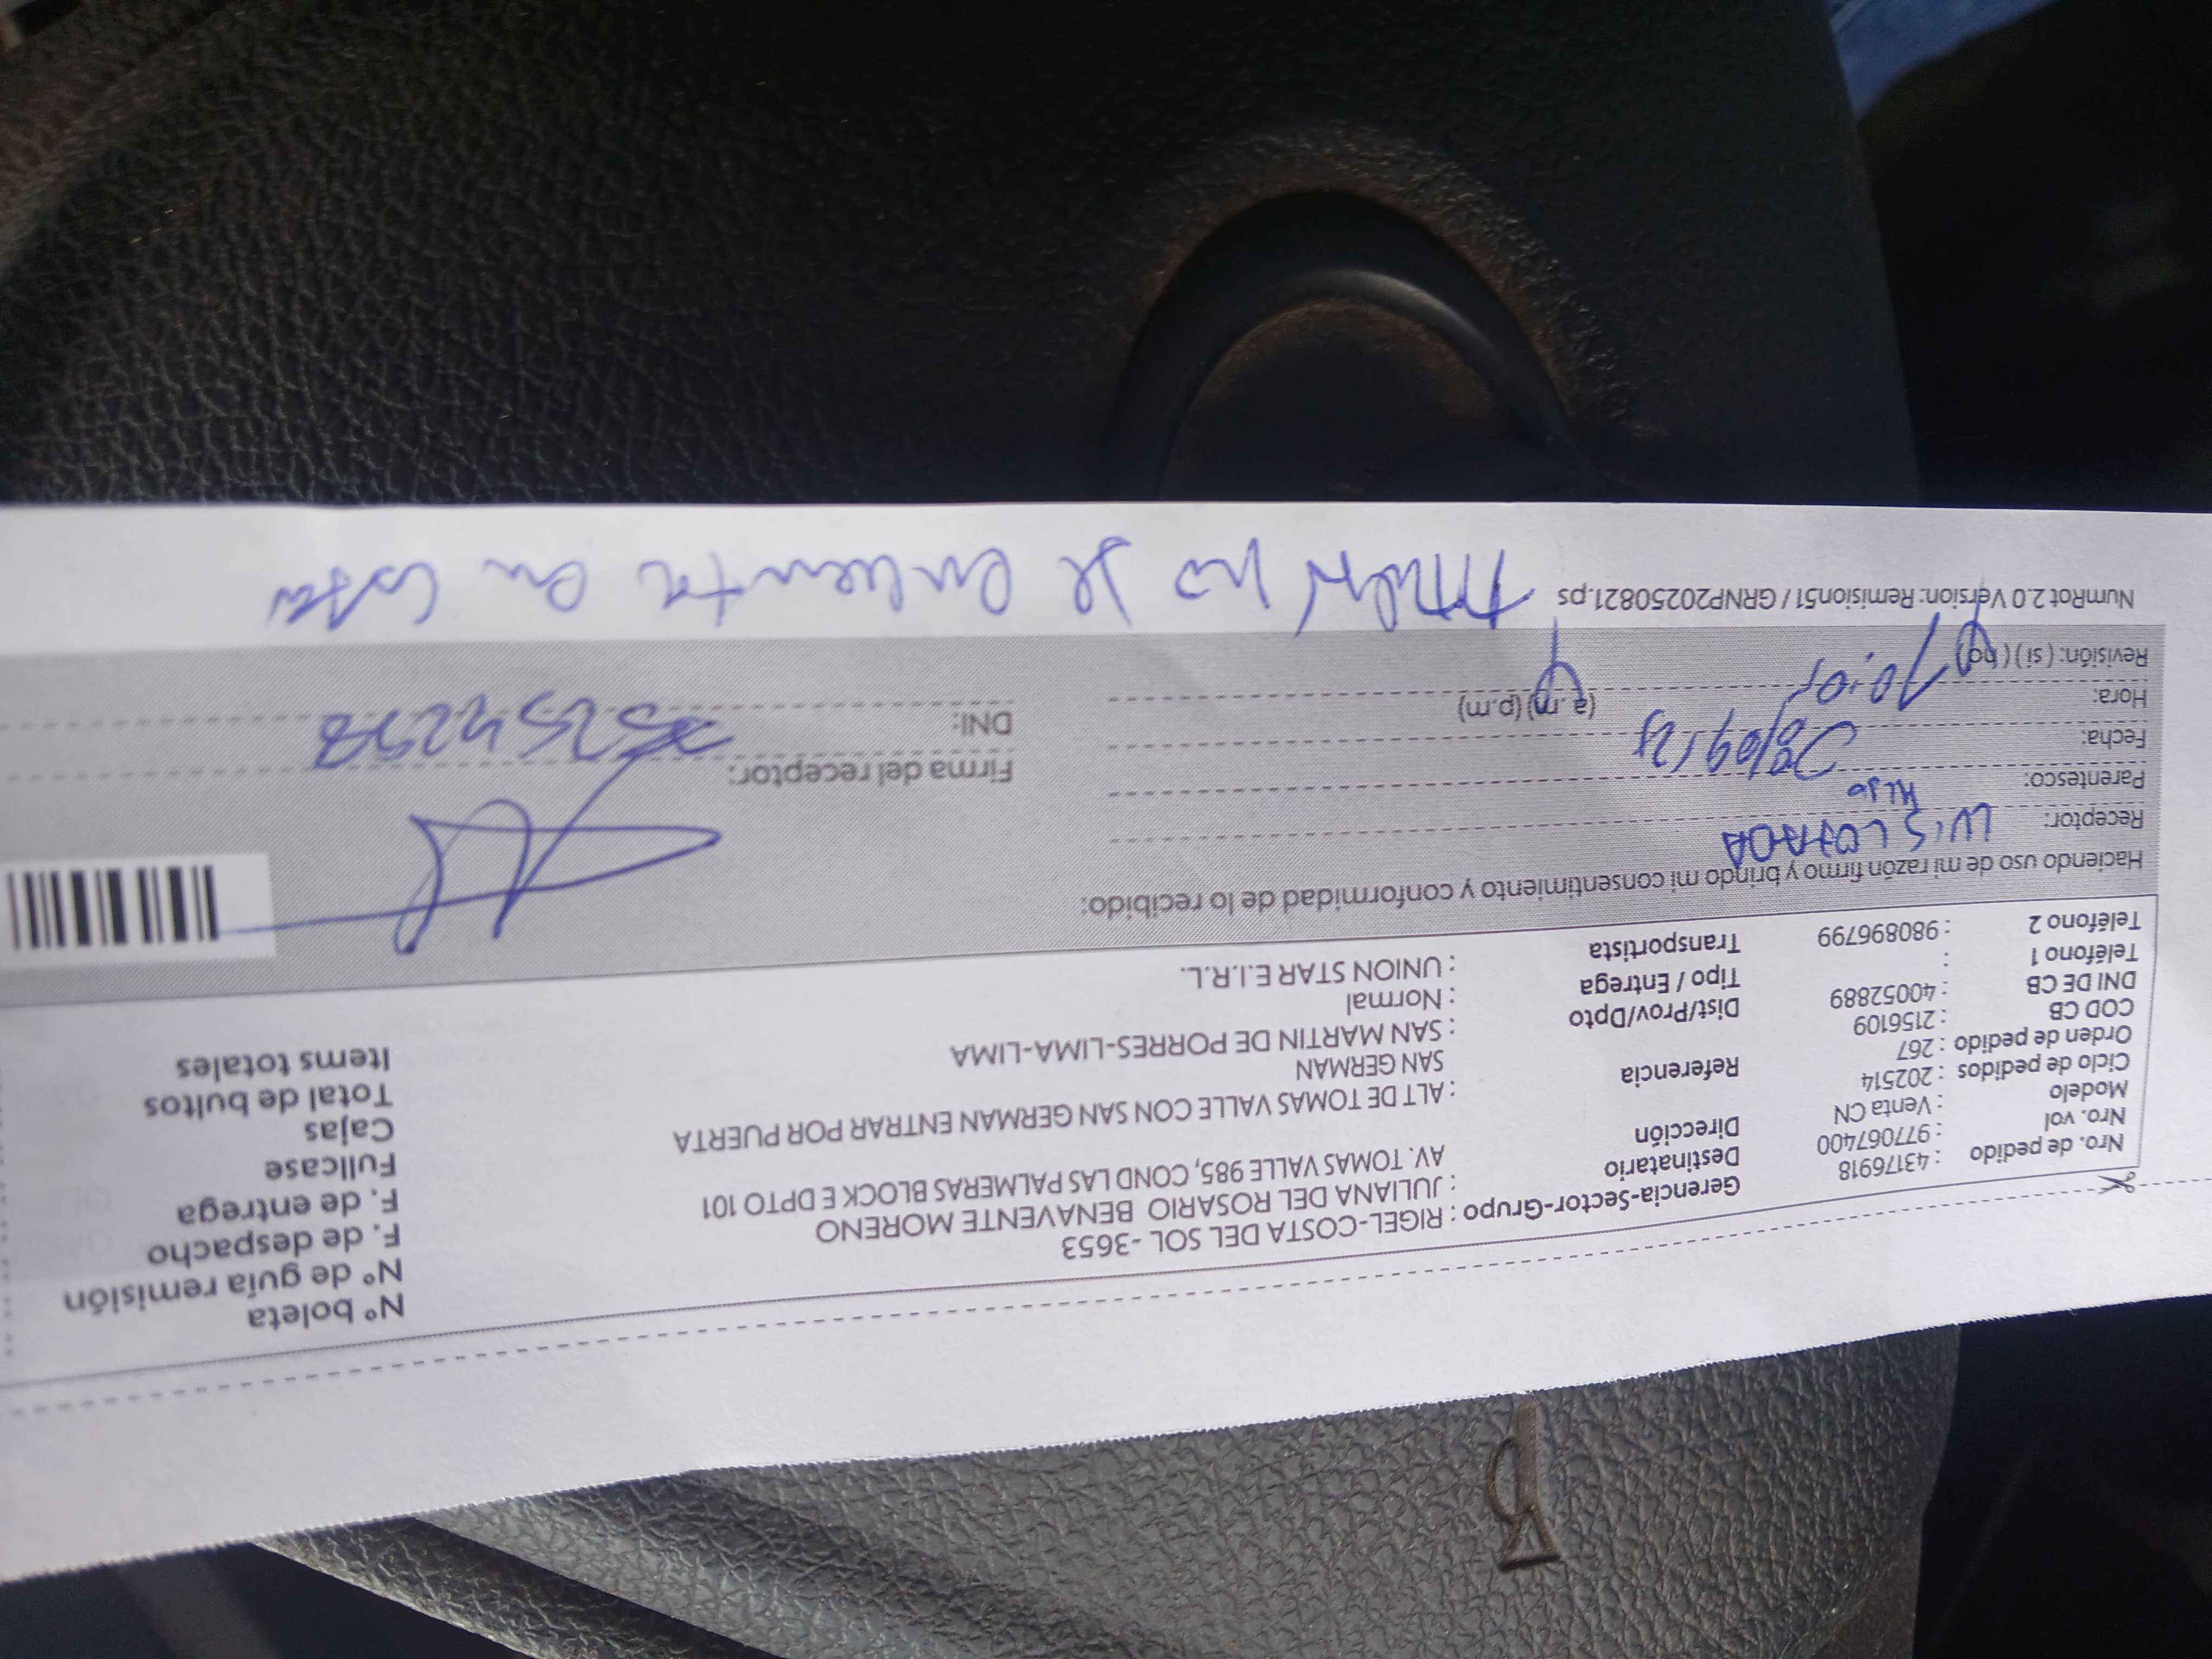 Nro. de pedido : 43176918
Nro. vol : 977067400
Modelo : Venta CN
Ciclo de pedidos : 202514
Orden de pedido : 267
COD CB : 2156109
DNI DE CB : 40052889
Teléfono 1 :
Teléfono 2 : 980896799
Gerencia-Sector-Grupo : RIGEL-COSTA DEL SOL -3653
Destinatario : JULIANA DEL ROSARIO BENAVENTE MORENO
Dirección AV. TOMAS VALLE 985, COND LAS PALMERAS BLOCK E DPTO 101
Referencia : ALT DE TOMAS VALLE CON SAN GERMAN ENTRAR POR PUERTA
SAN GERMAN
Dist/Prov/Dpto : SAN MARTIN DE PORRES-LIMA-LIMA
Tipo / Entrega : Normal
Transportista : UNION STAR E.I.R.L.
Nº boleta
Nº de guía remisión
F. de despacho
F. de entrega
Fullcase
Cajas
Total de bultos
Items totales
Haciendo uso de mi razón firmo y brindo mi consentimiento y conformidad de lo recibido:
Receptor: LUIS LOZADA
Parentesco:
Fecha:
Hora: 10:05 (a.m) (p.m)
Revisión: ( si ) ( no )
Firma del receptor:
DNI:
NumRot 2.0 Version: Remision51 / GRNP20250821.ps
no se encuentra en casa